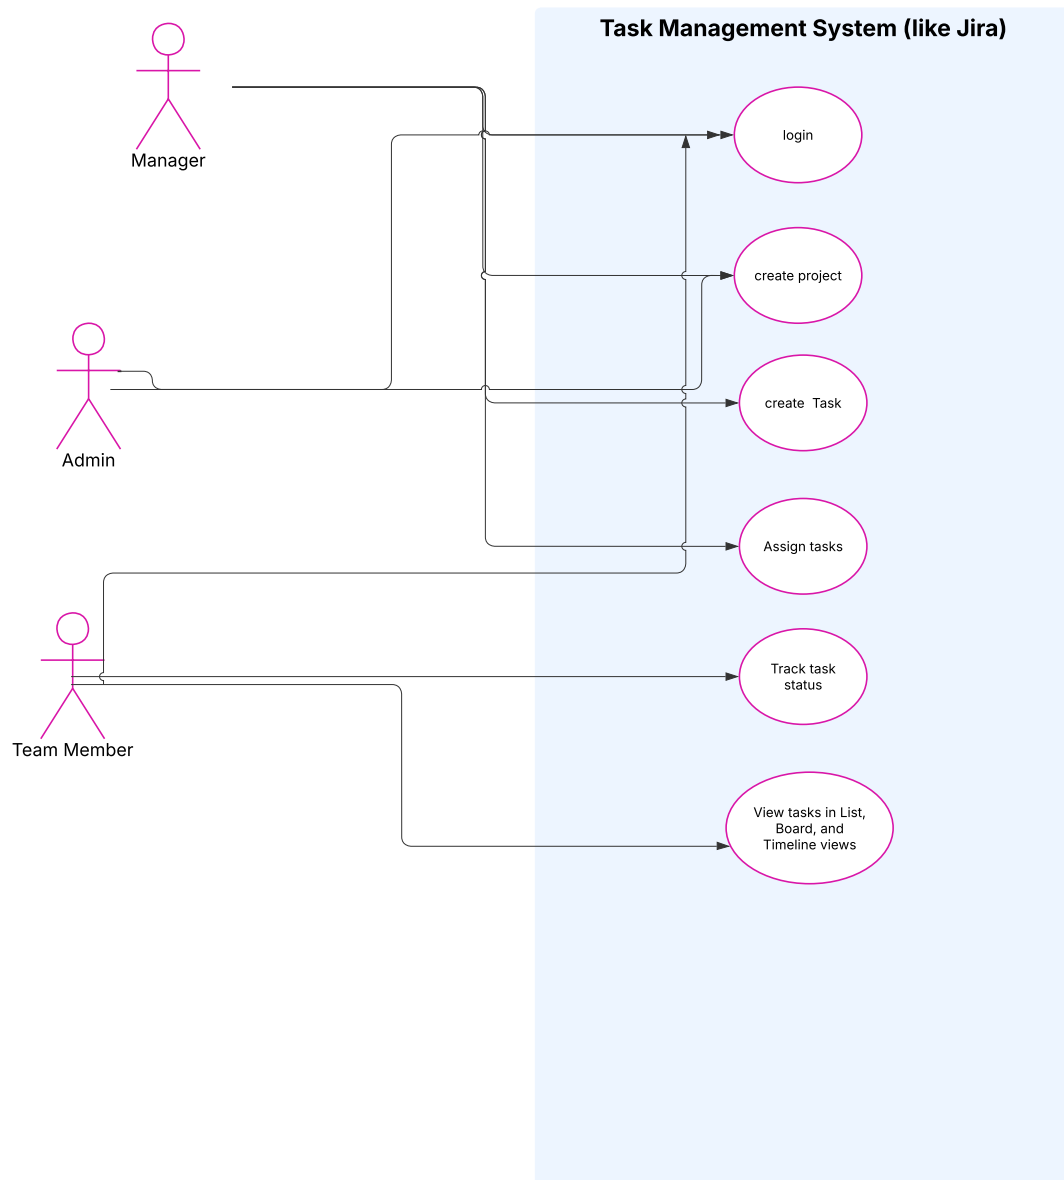 Task Management System (like Jira)
Manager
login
create project
Admin
create  Task
Assign tasks
Team Member
Track task
status
View tasks in List,
Board, and
Timeline views